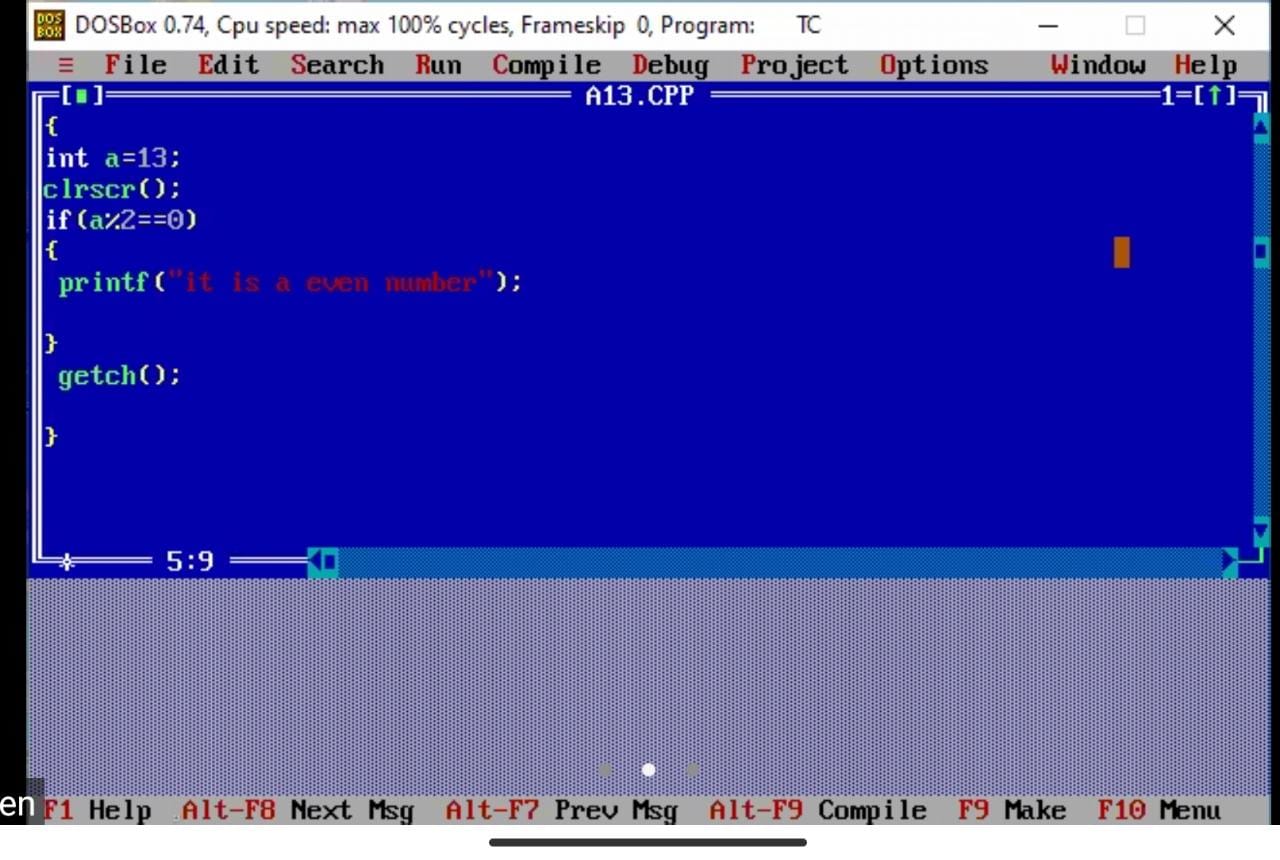 DOS
BOX
DOSBox 0.74, Cpu speed: max 100% cycles, Frameskip 0, Program: TC
≡ File Edit Search Run Compile Debug Project Options Window Help
[■] A13.CPP 1=[↑]
{
int a=13;
clrscr();
if(a%2==0)
{
printf("it is a even number");
}
getch();
}
5:9
en
F1 Help Alt-F8 Next Msg Alt-F7 Prev Msg Alt-F9 Compile F9 Make F10 Menu